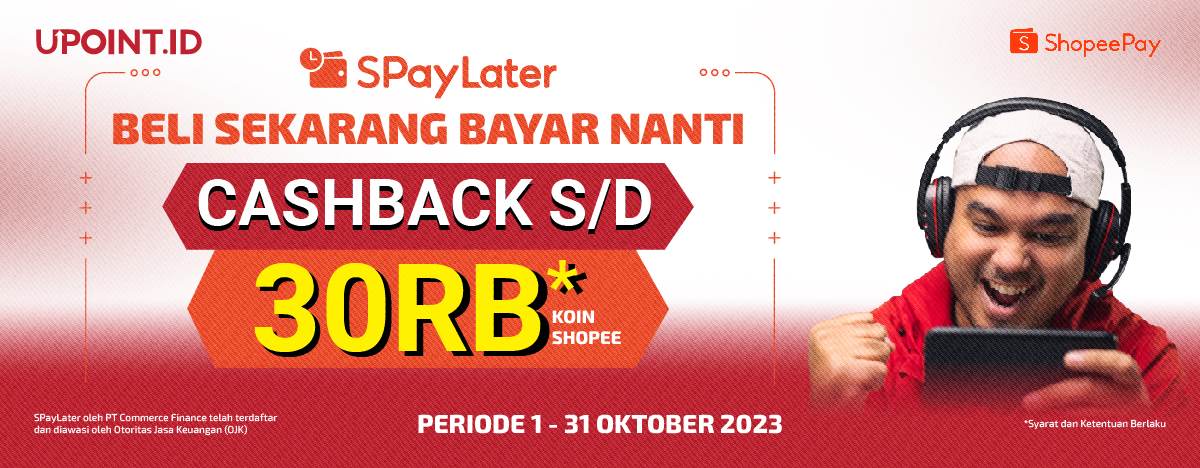 UPOINT.ID
ShopeePay
SPayLater
BELI SEKARANG BAYAR NANTI
CASHBACK S/D
30RB*
KOIN
SHOPEE
SPayLater oleh PT Commerce Finance telah terdaftar
dan diawasi oleh Otoritas Jasa Keuangan (OJK)
PERIODE 1 - 31 OKTOBER 2023
*Syarat dan Ketentuan Berlaku